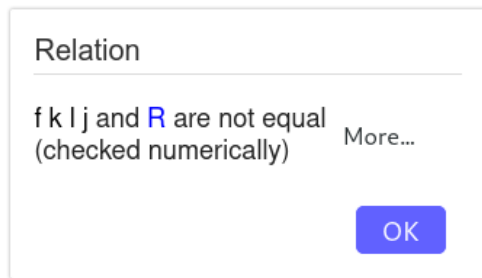 Relation
f k l j and R are not equal
(checked numerically)
More...
OK